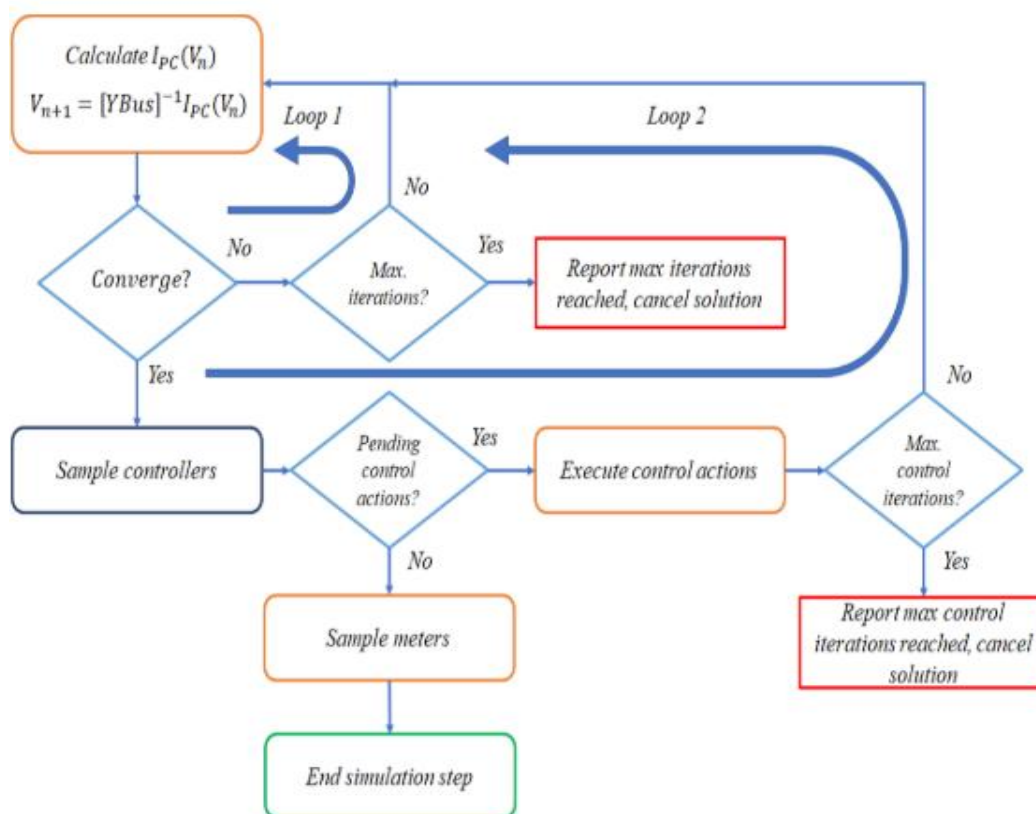 Calculate I_PC(V_n)
V_{n+1} = [YBus]^{-1} I_PC(V_n)
Loop 1
Loop 2
No
Converge?
No
Max.
iterations?
Yes
Report max iterations
reached, cancel solution
Yes
Sample controllers
Pending
control
actions?
Yes
Execute control actions
Max.
control
iterations?
No
No
Yes
Sample meters
Report max control
iterations reached, cancel
solution
End simulation step